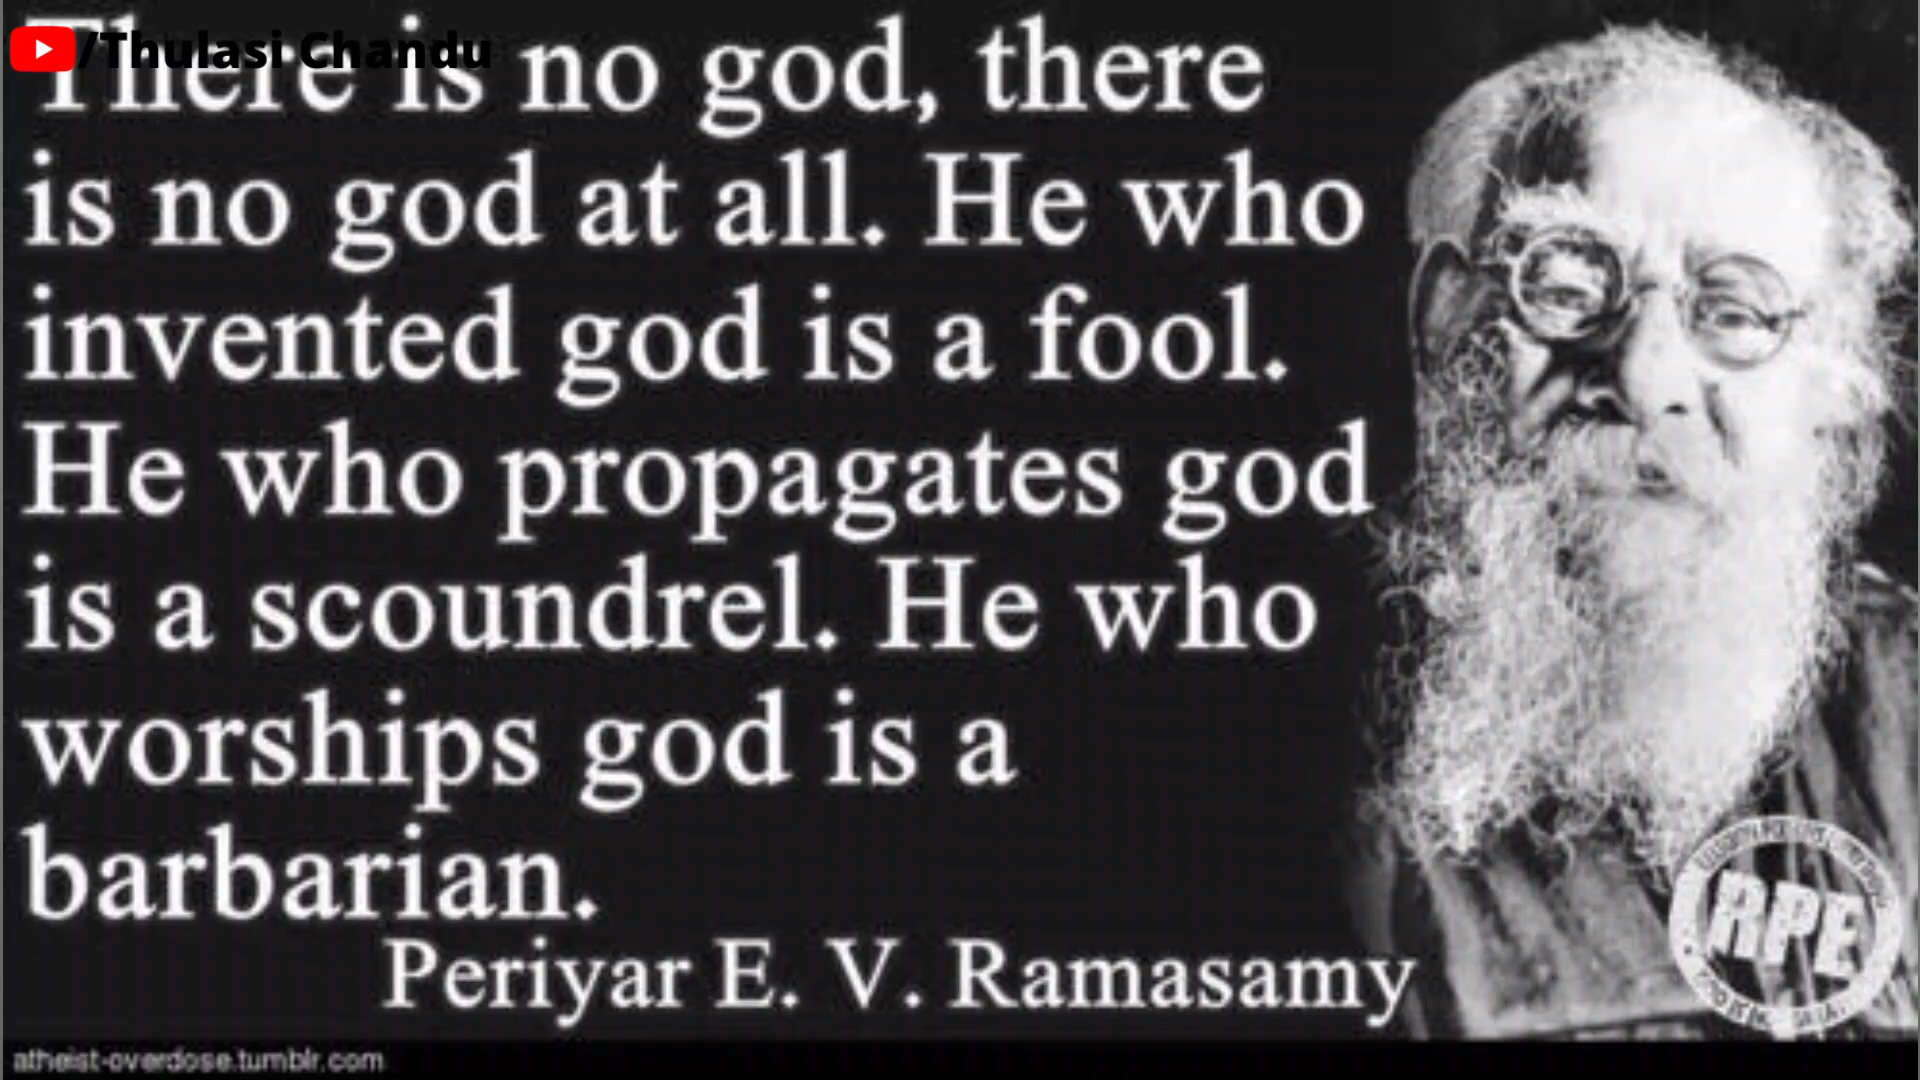 /Thulasi Chandu
There is no god, there
is no god at all. He who
invented god is a fool.
He who propagates god
is a scoundrel. He who
worships god is a
barbarian.
Periyar E. V. Ramasamy
RPE
atheist-overdose.tumblr.com